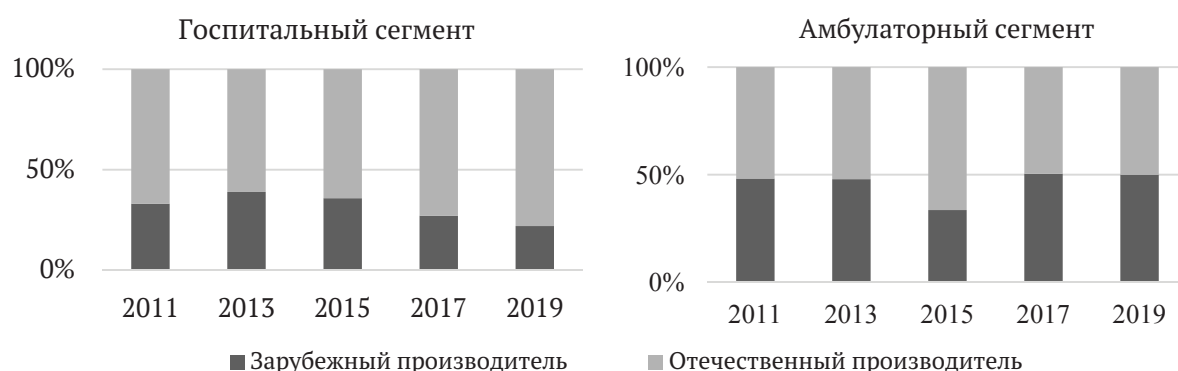 Госпитальный сегмент
100%
50%
0%
2011 2013 2015 2017 2019
Амбулаторный сегмент
100%
50%
0%
2011 2013 2015 2017 2019
Зарубежный производитель
Отечественный производитель